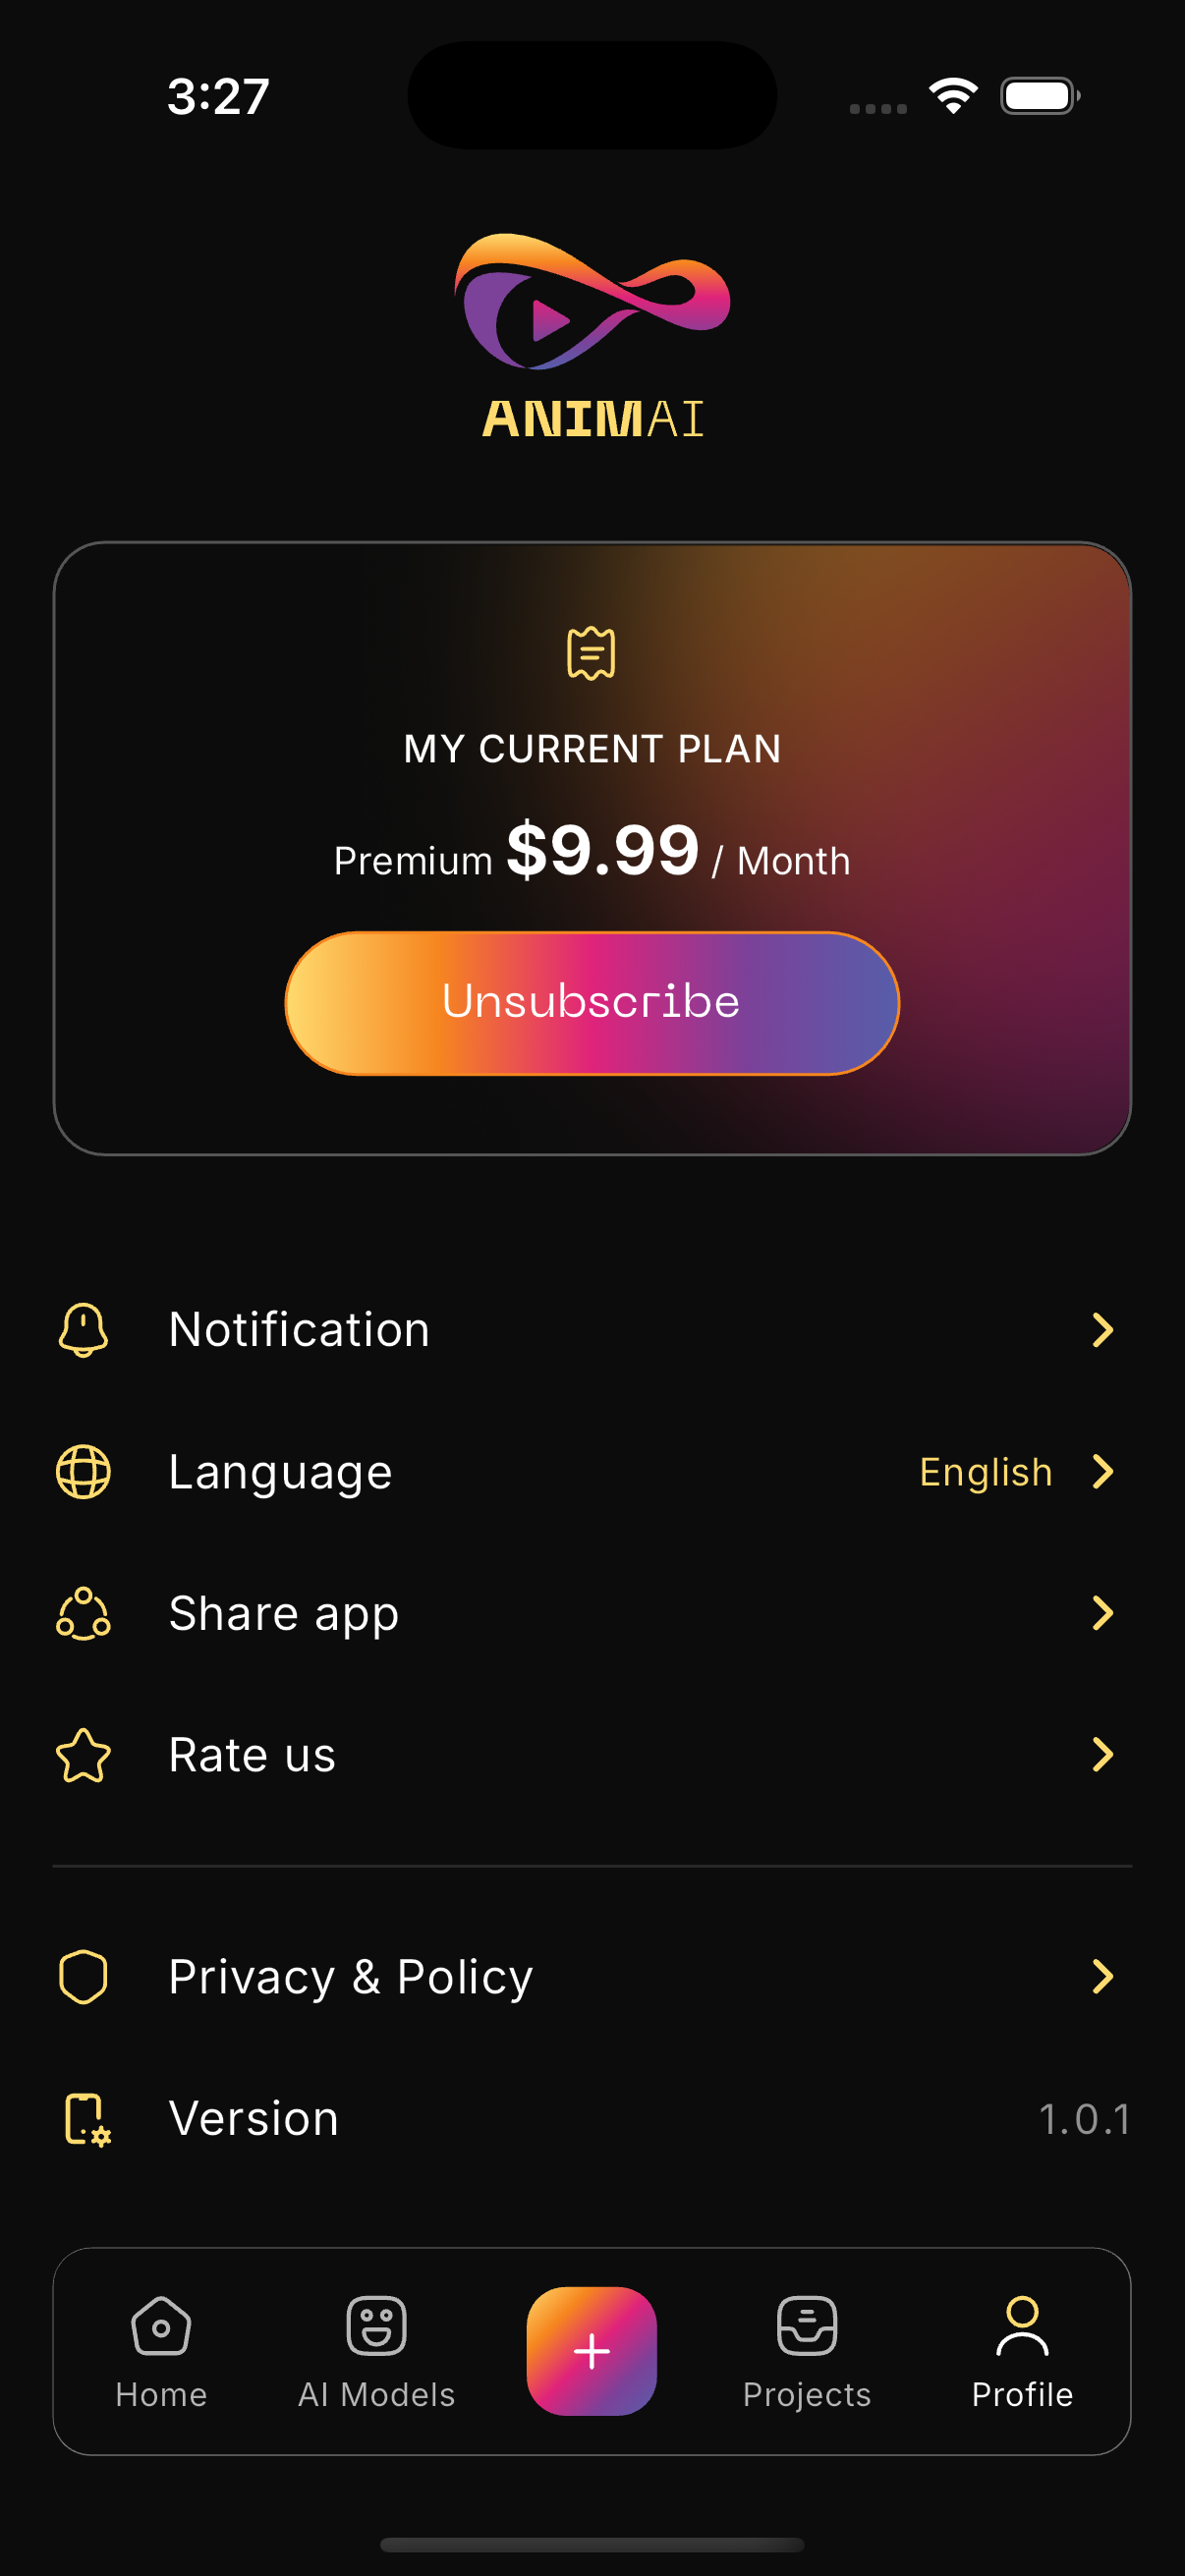 3:27
ANIMAI
MY CURRENT PLAN
Premium $9.99 / Month
Unsubscribe
Notification
Language English
Share app
Rate us
Privacy & Policy
Version 1.0.1
Home AI Models Projects Profile